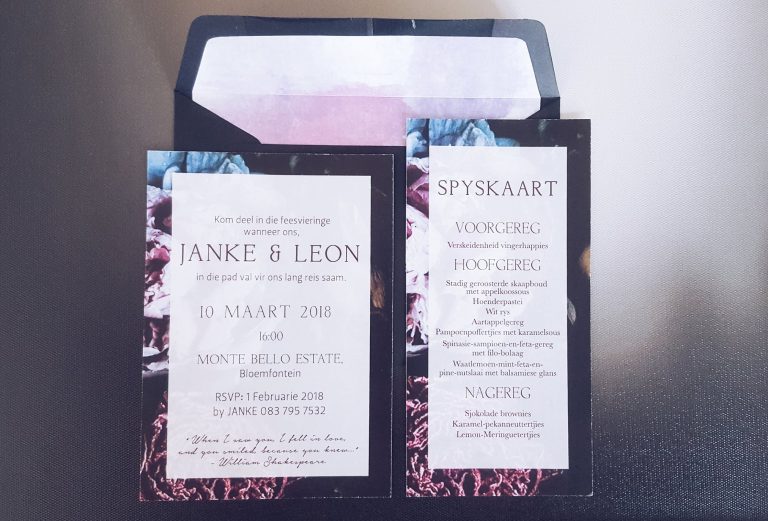 Kom deel in die feesvieringe
wanneer ons,
JANKE & LEON
in die pad val vir ons lang reis saam.
10 MAART 2018
16:00
MONTE BELLO ESTATE,
Bloemfontein
RSVP: 1 Februarie 2018
by JANKE 083 795 7532
"When I saw you, I fell in love,
and you smiled because you knew..."
- William Shakespeare
SPYSKAART
VOORGEREG
Verskeidenheid vingerhappies
HOOFGEREG
Stadig geroosterde skaapboud
met appelkoossous
Hoenderpastei
Wit rys
Aartappelgereg
Pampoenpoffertjies met karamelsous
Spinasie-sampioen-en-feta-gereg
met filo-bolaag
Waatlemoen-mint-feta-en-
pine-nutslaai met balsamiese glans
NAGEREG
Sjokolade brownies
Karamel-pekanneuttertjies
Lemon-Meringuetertjies